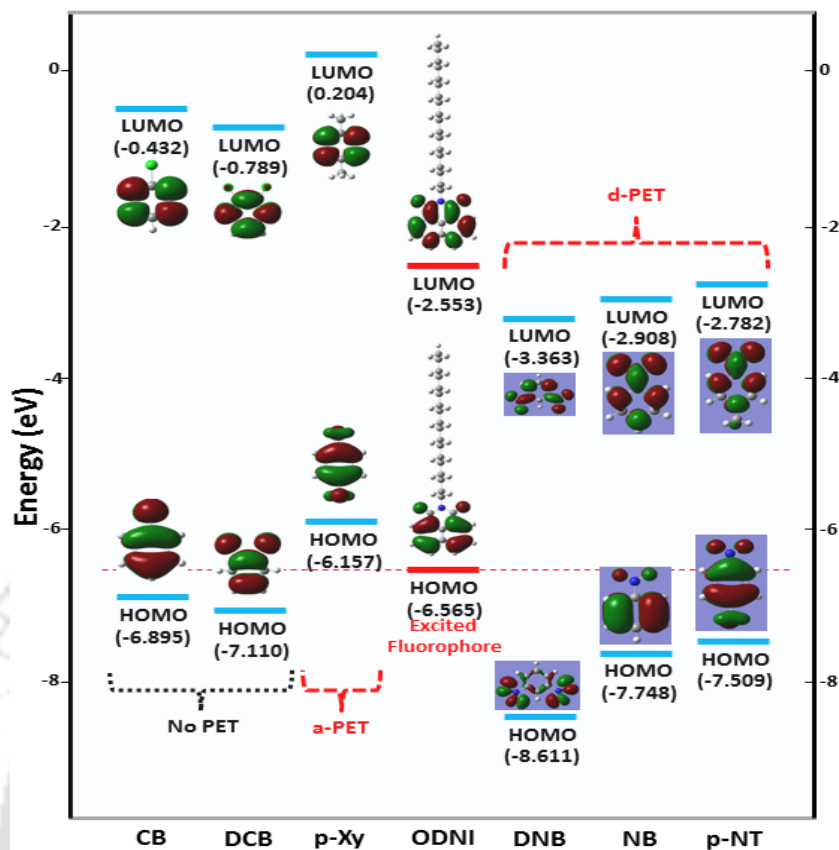 Energy (eV)
0
-2
-4
-6
-8
0
-2
-4
-6
-8
LUMO
(-0.432)
LUMO
(-0.789)
LUMO
(0.204)
LUMO
(-2.553)
d-PET
LUMO
(-3.363)
LUMO
(-2.908)
LUMO
(-2.782)
HOMO
(-6.895)
HOMO
(-7.110)
HOMO
(-6.157)
HOMO
(-6.565)
Excited
Fluorophore
HOMO
(-8.611)
HOMO
(-7.748)
HOMO
(-7.509)
No PET
a-PET
CB DCB p-Xy ODNI DNB NB p-NT